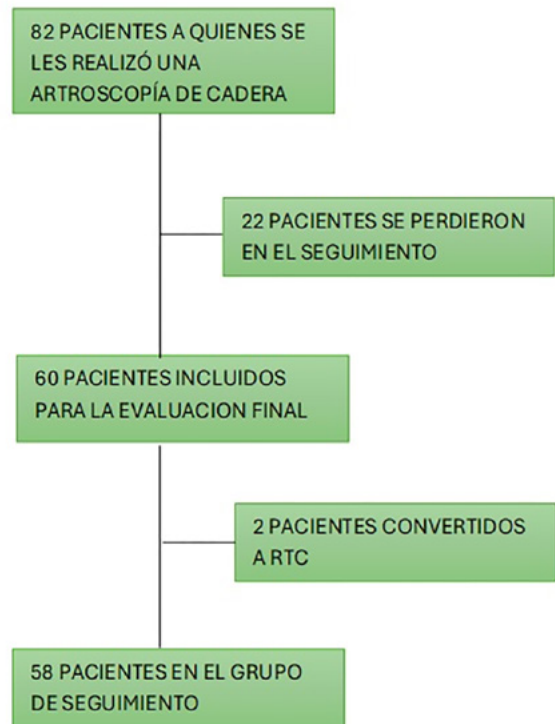 82 PACIENTES A QUIENES SE
LES REALIZÓ UNA
ARTROSCOPÍA DE CADERA
22 PACIENTES SE PERDIERON
EN EL SEGUIMIENTO
60 PACIENTES INCLUIDOS
PARA LA EVALUACION FINAL
2 PACIENTES CONVERTIDOS
A RTC
58 PACIENTES EN EL GRUPO
DE SEGUIMIENTO